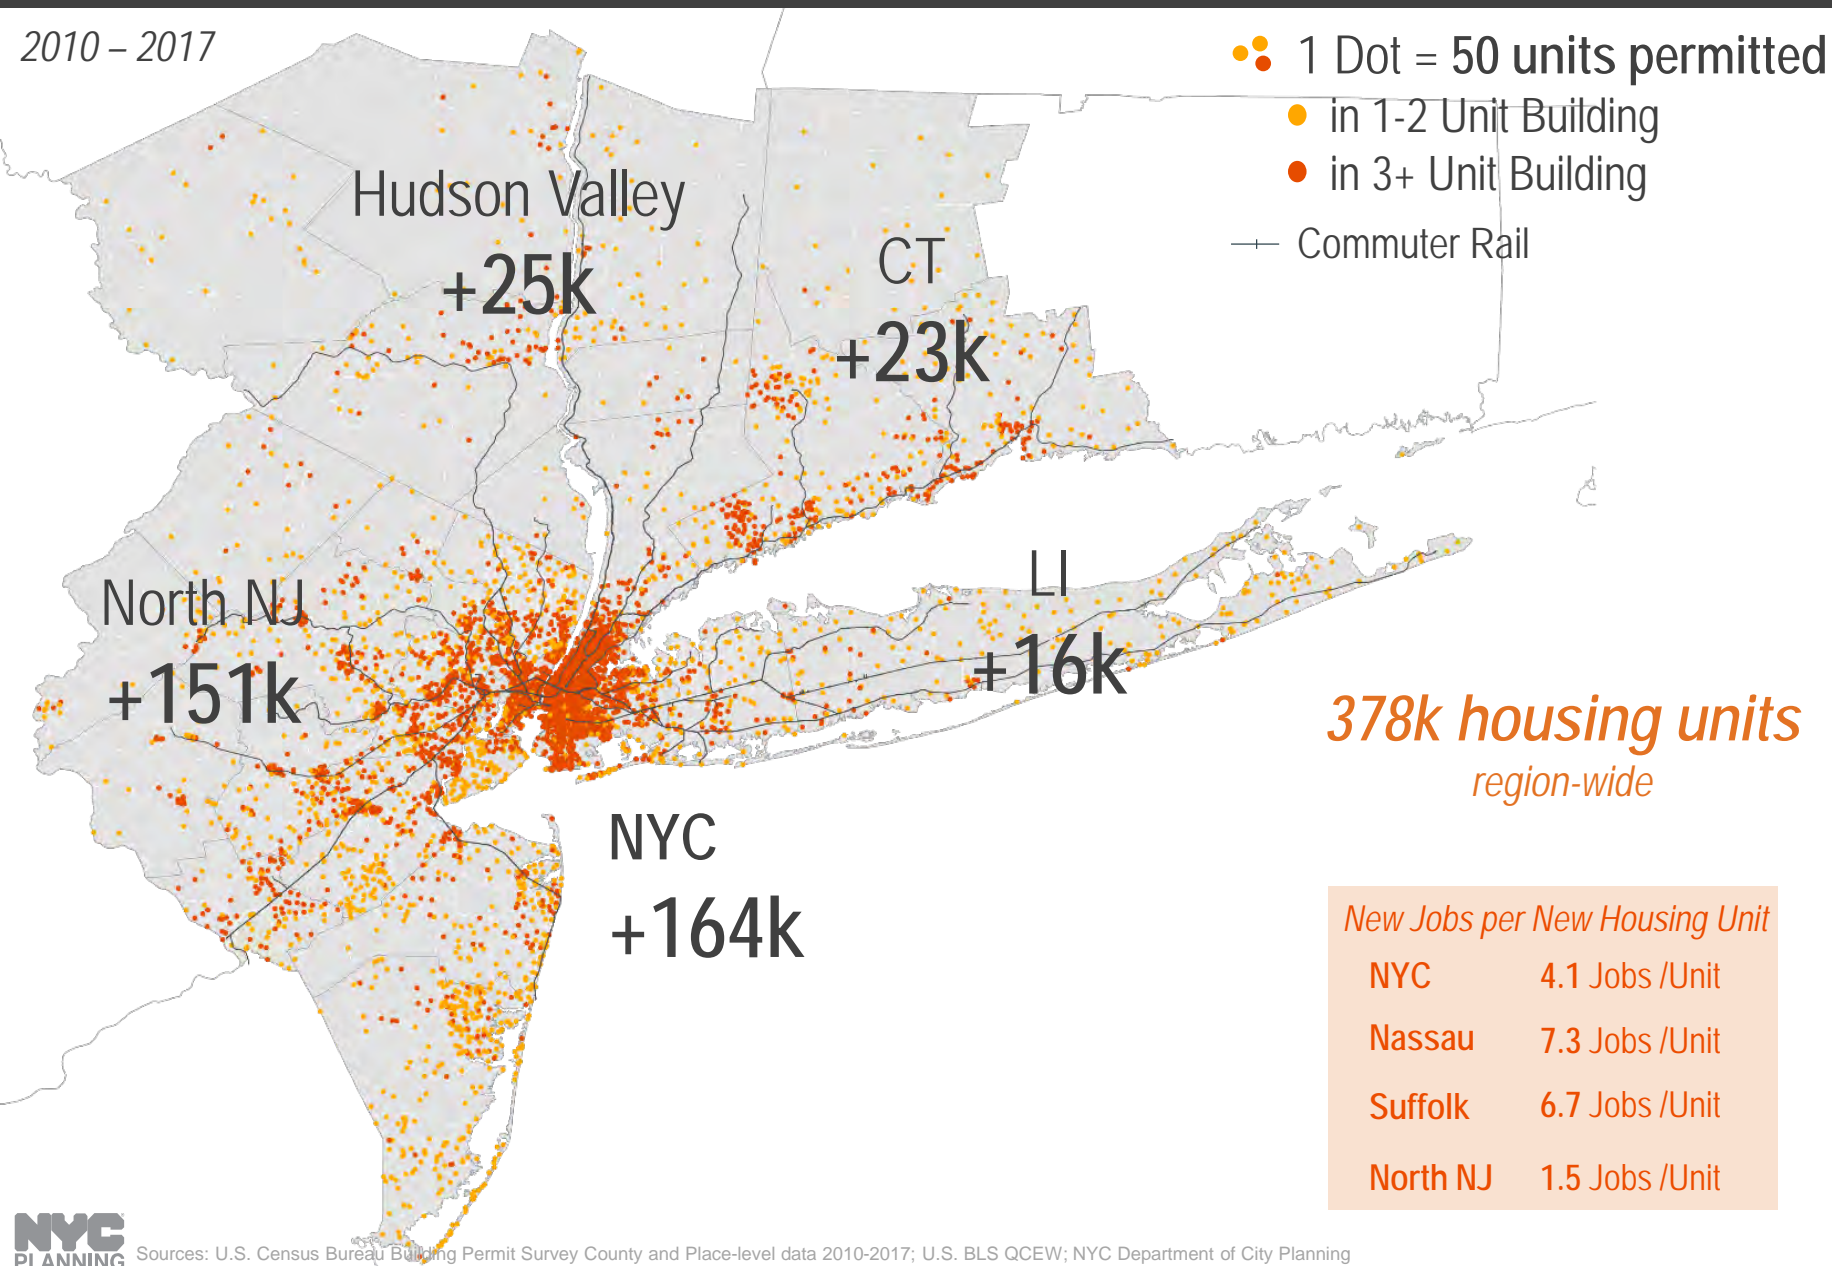 2010 – 2017
1 Dot = 50 units permitted
in 1-2 Unit Building
in 3+ Unit Building
Commuter Rail
Hudson Valley
+25k
CT
+23k
North NJ
+151k
LI
+16k
NYC
+164k
378k housing units
region-wide
New Jobs per New Housing Unit
NYC 4.1 Jobs /Unit
Nassau 7.3 Jobs /Unit
Suffolk 6.7 Jobs /Unit
North NJ 1.5 Jobs /Unit
NYC
PLANNING
Sources: U.S. Census Bureau Building Permit Survey County and Place-level data 2010-2017; U.S. BLS QCEW; NYC Department of City Planning